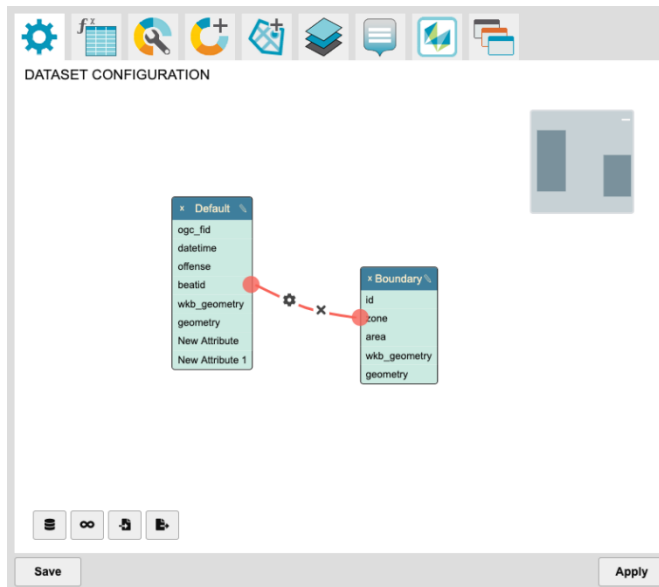 fx
DATASET CONFIGURATION
x Default
ogc_fid
datetime
offense
beatid
wkb_geometry
geometry
New Attribute
New Attribute 1
x Boundary
id
zone
area
wkb_geometry
geometry
Save
Apply